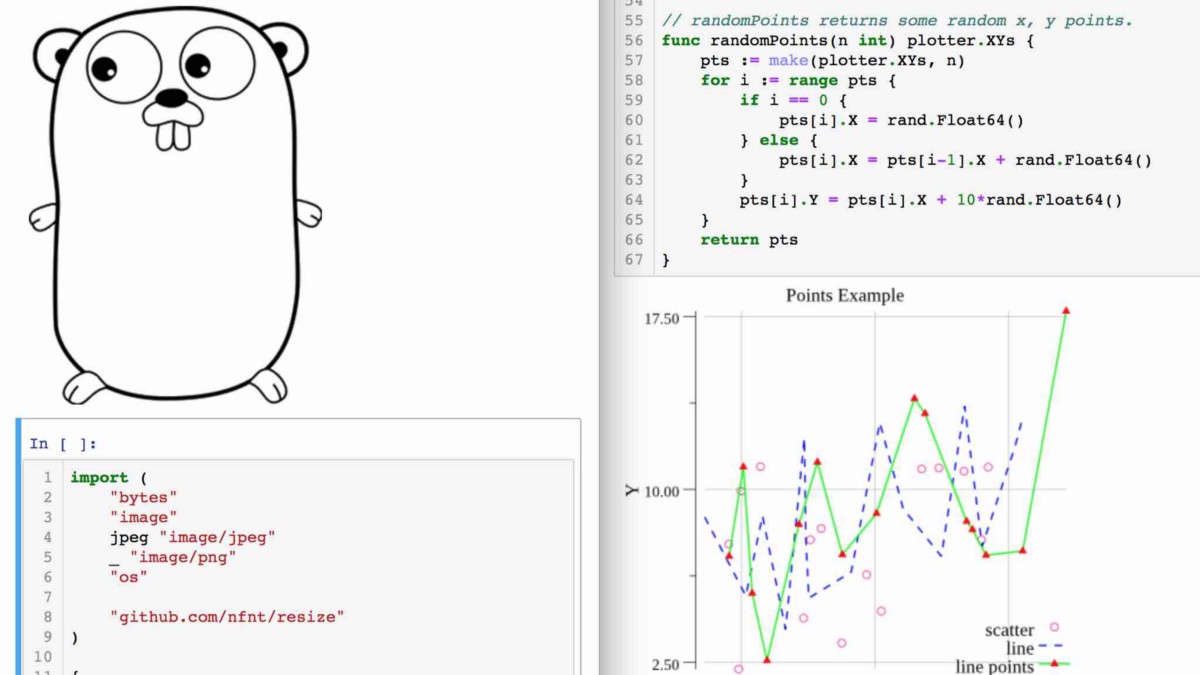 In [ ]:
1 import (
2     "bytes"
3     "image"
4     jpeg "image/jpeg"
5     _ "image/png"
6     "os"
7
8     "github.com/nfnt/resize"
9 )
10
55 // randomPoints returns some random x, y points.
56 func randomPoints(n int) plotter.XYs {
57     pts := make(plotter.XYs, n)
58     for i := range pts {
59         if i == 0 {
60             pts[i].X = rand.Float64()
61         } else {
62             pts[i].X = pts[i-1].X + rand.Float64()
63         }
64         pts[i].Y = pts[i].X + 10*rand.Float64()
65     }
66     return pts
67 }
Points Example
17.50
Y
10.00
2.50
scatter
line
line points